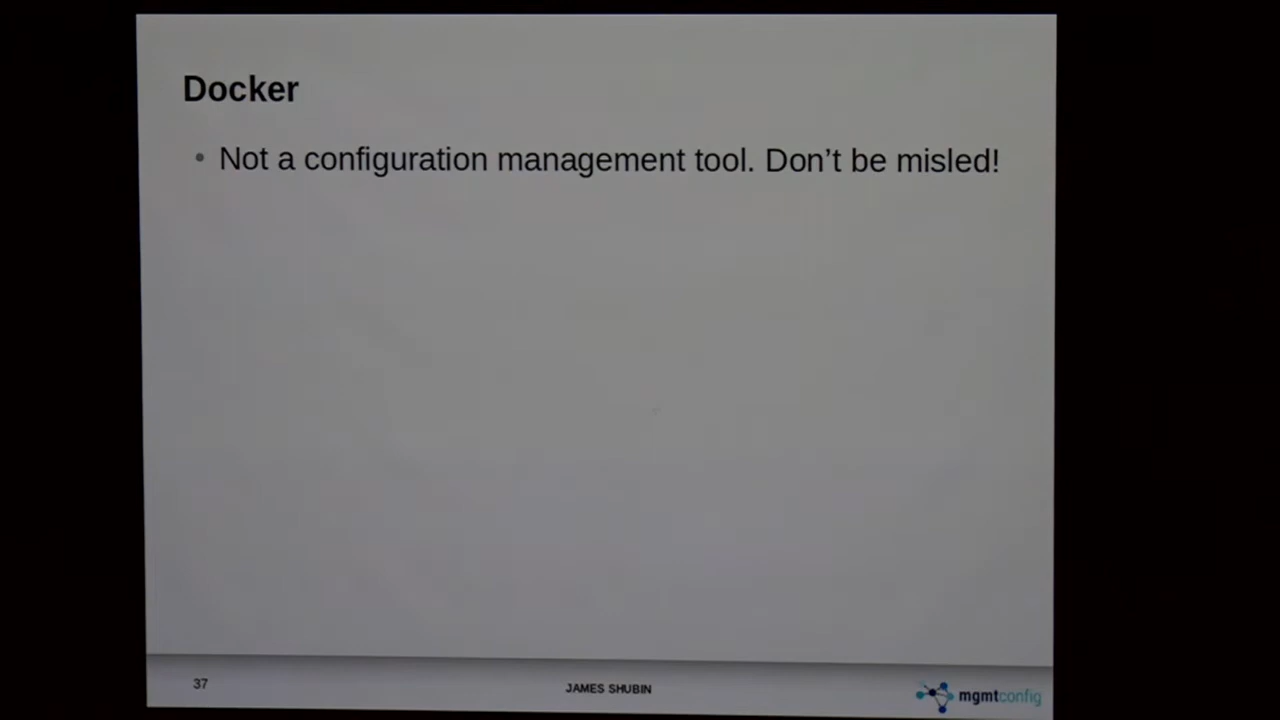 Docker
• Not a configuration management tool. Don’t be misled!
37
JAMES SHUBIN
mgmtconfig